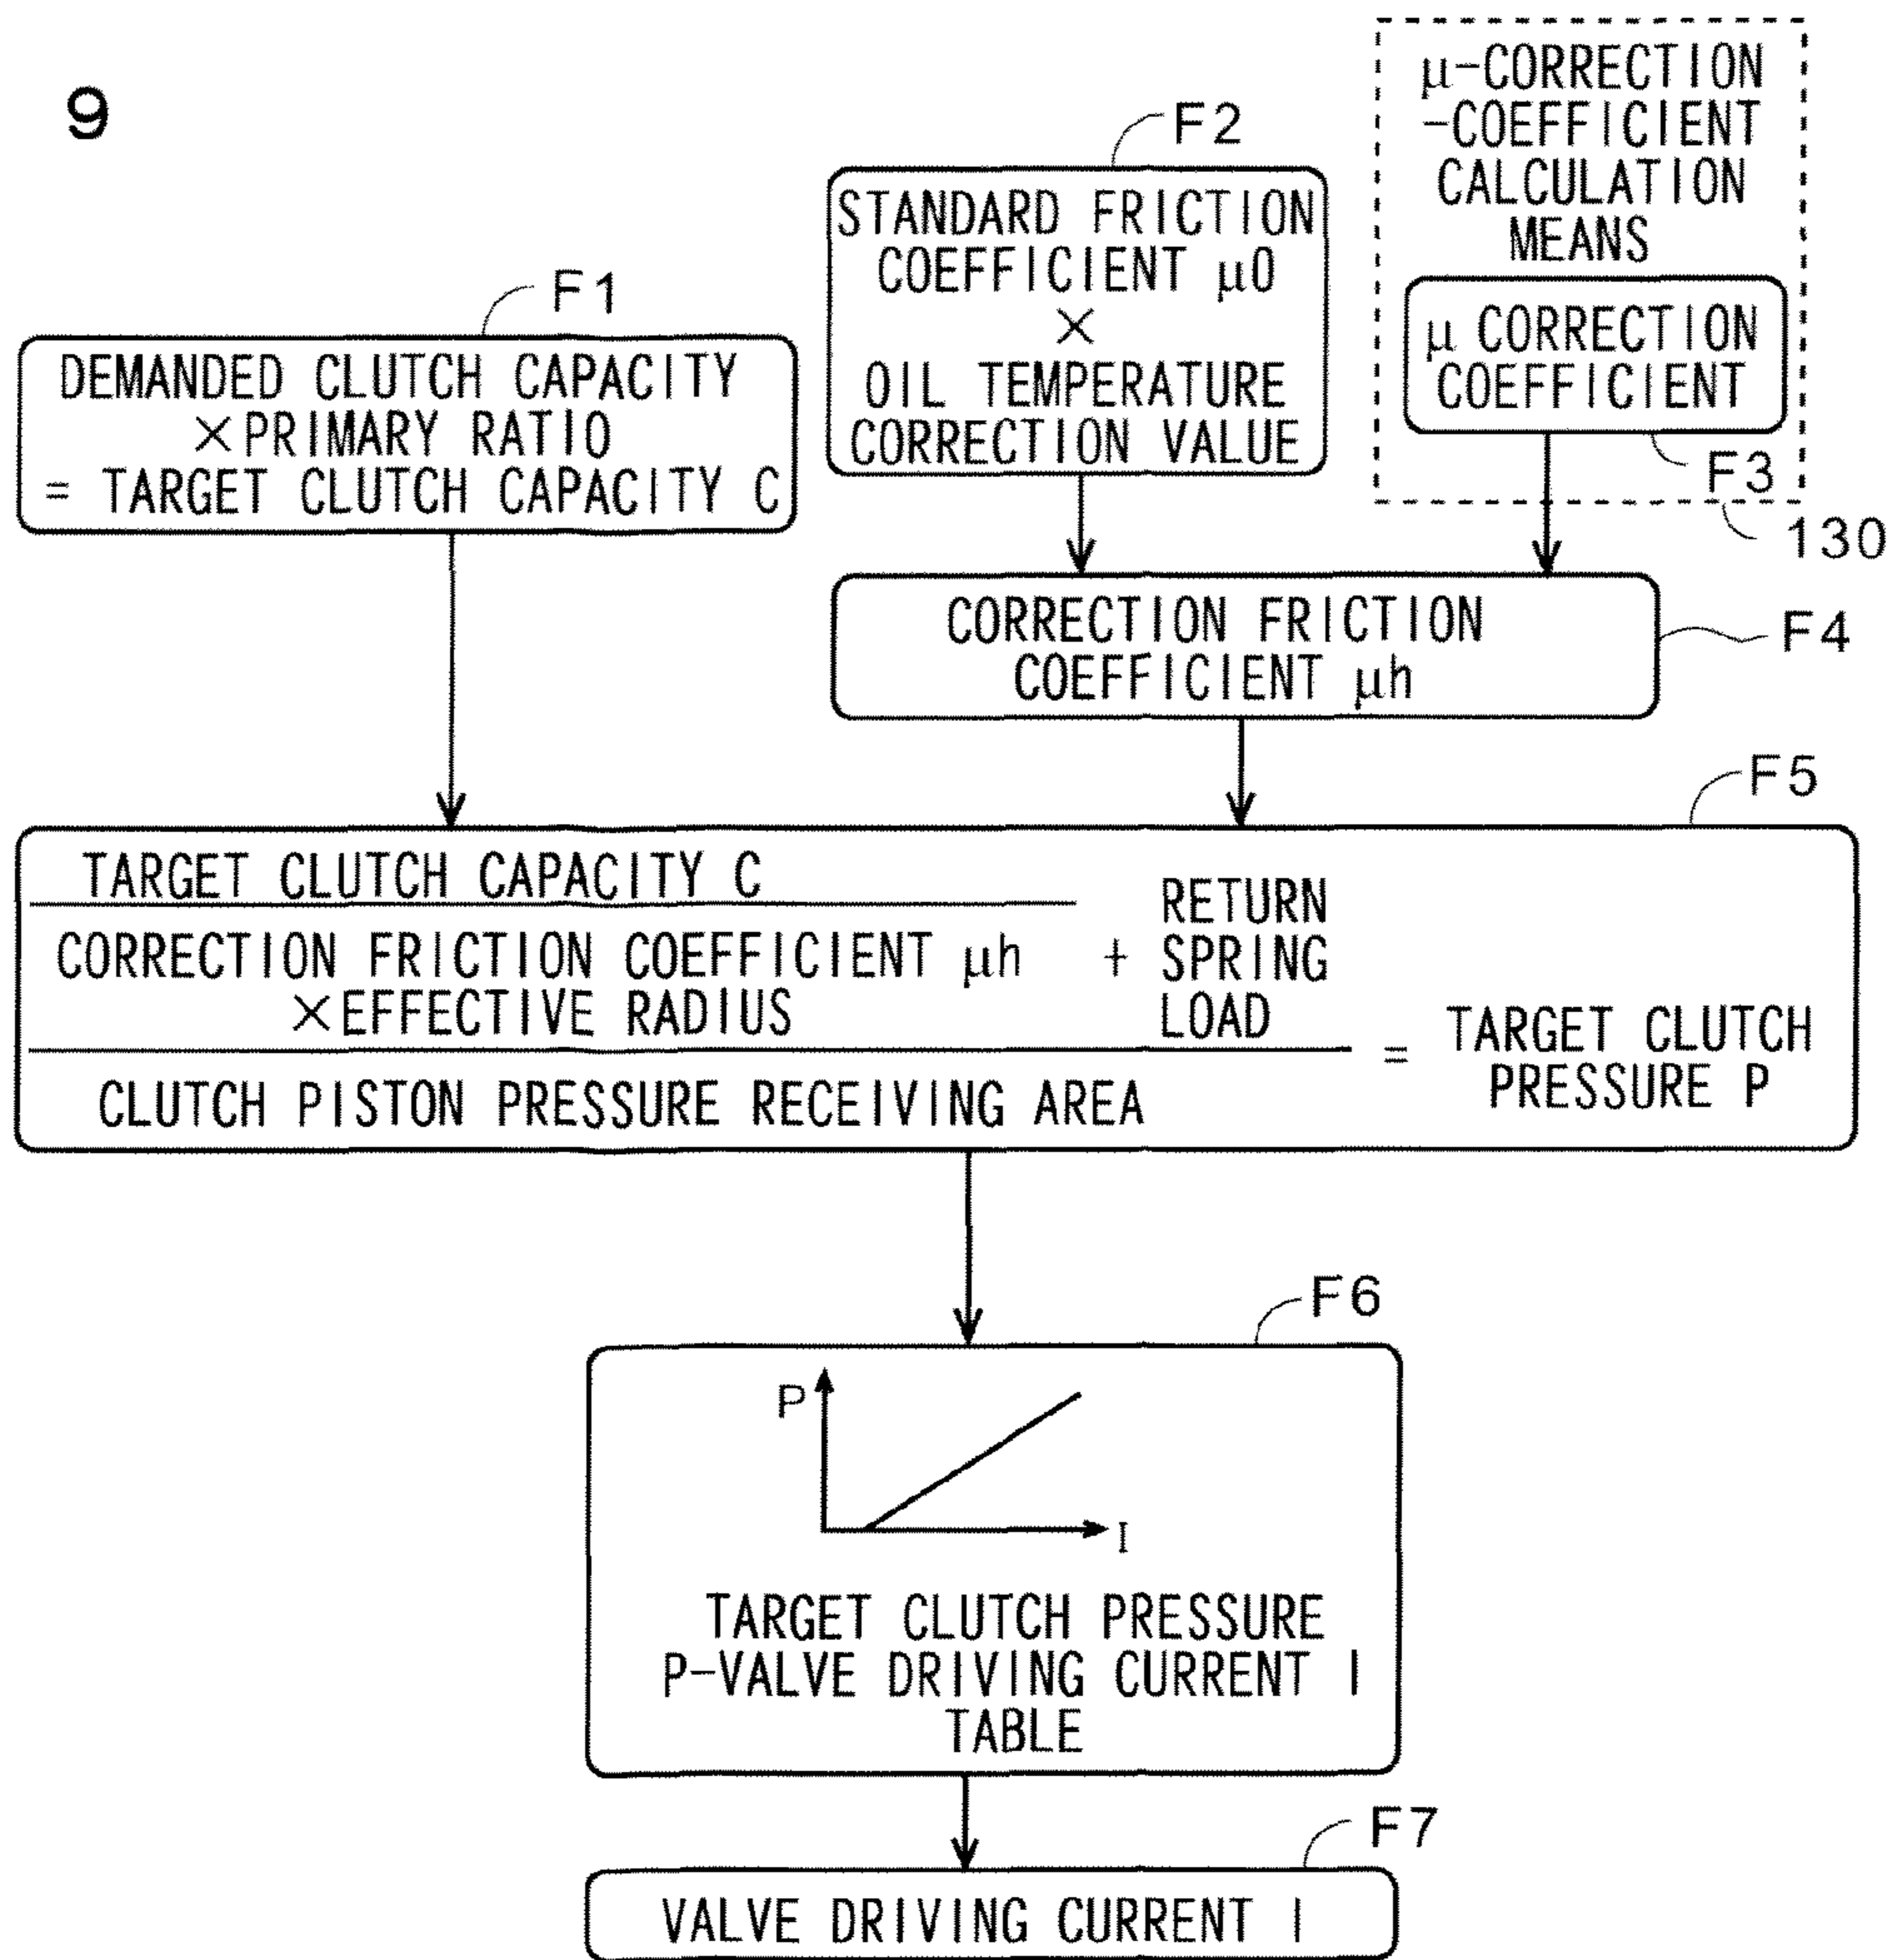 9
F1
DEMANDED CLUTCH CAPACITY
×PRIMARY RATIO
= TARGET CLUTCH CAPACITY C
F2
STANDARD FRICTION
COEFFICIENT μ0
×
OIL TEMPERATURE
CORRECTION VALUE
μ-CORRECTION
-COEFFICIENT
CALCULATION
MEANS
μ CORRECTION
COEFFICIENT
F3
130
CORRECTION FRICTION
COEFFICIENT μh
F4
F5
TARGET CLUTCH CAPACITY C
CORRECTION FRICTION COEFFICIENT μh
×EFFECTIVE RADIUS
+
RETURN
SPRING
LOAD
CLUTCH PISTON PRESSURE RECEIVING AREA
=
TARGET CLUTCH
PRESSURE P
F6
P
I
TARGET CLUTCH PRESSURE
P-VALVE DRIVING CURRENT I
TABLE
F7
VALVE DRIVING CURRENT I